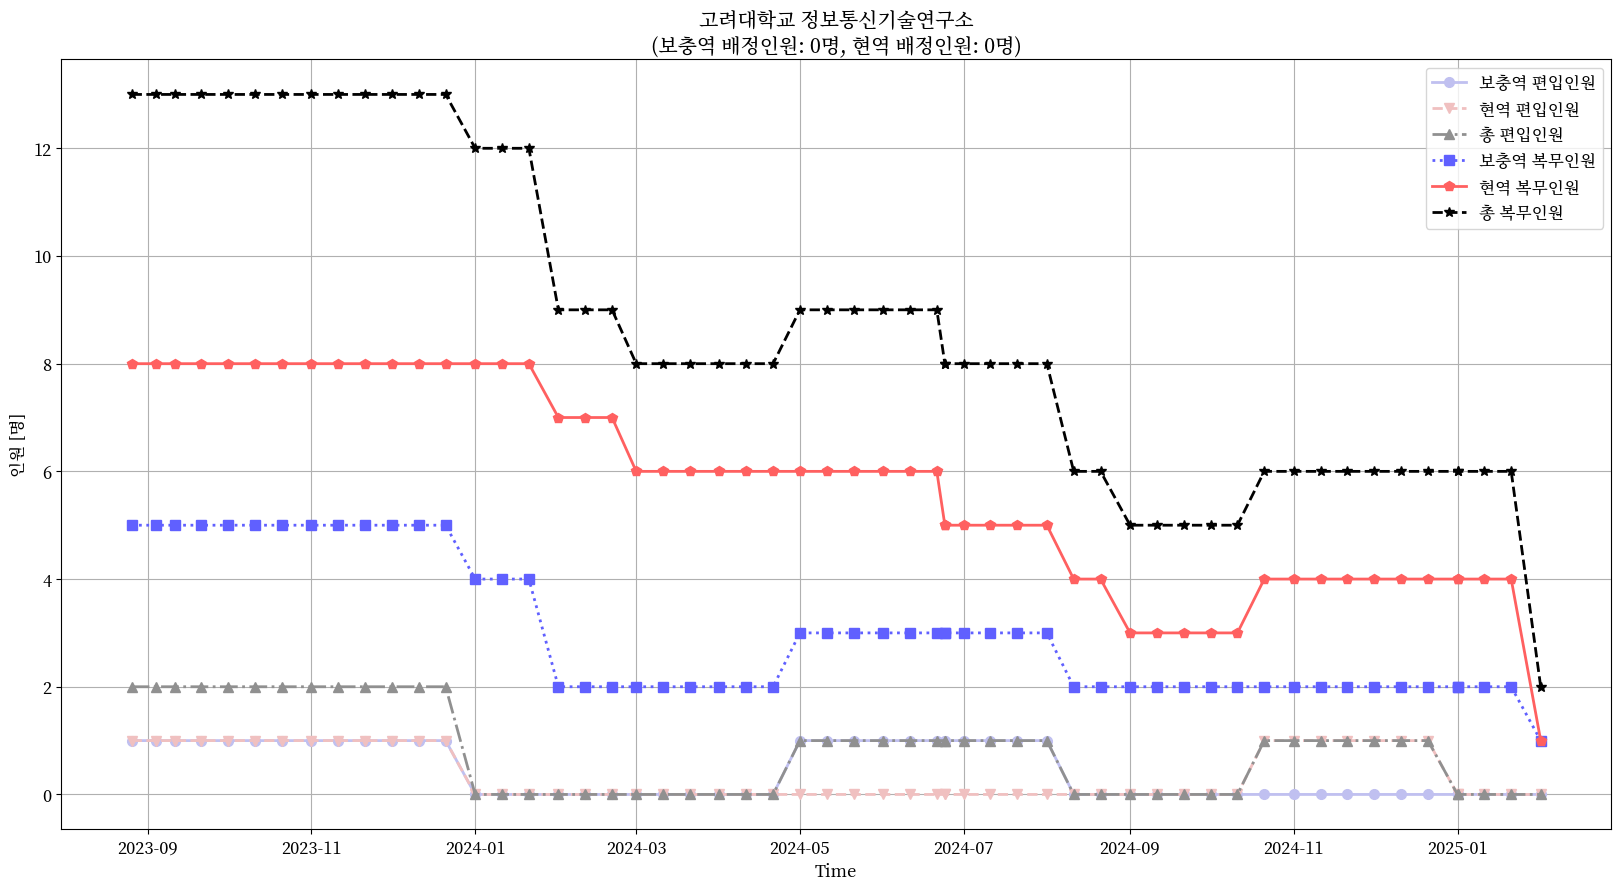 고려대학교 정보통신기술연구소
(보충역 배정인원: 0명, 현역 배정인원: 0명)
보충역 편입인원
현역 편입인원
총 편입인원
보충역 복무인원
현역 복무인원
총 복무인원
인원 [명]
12
10
8
6
4
2
0
2023-09
2023-11
2024-01
2024-03
2024-05
2024-07
2024-09
2024-11
2025-01
Time